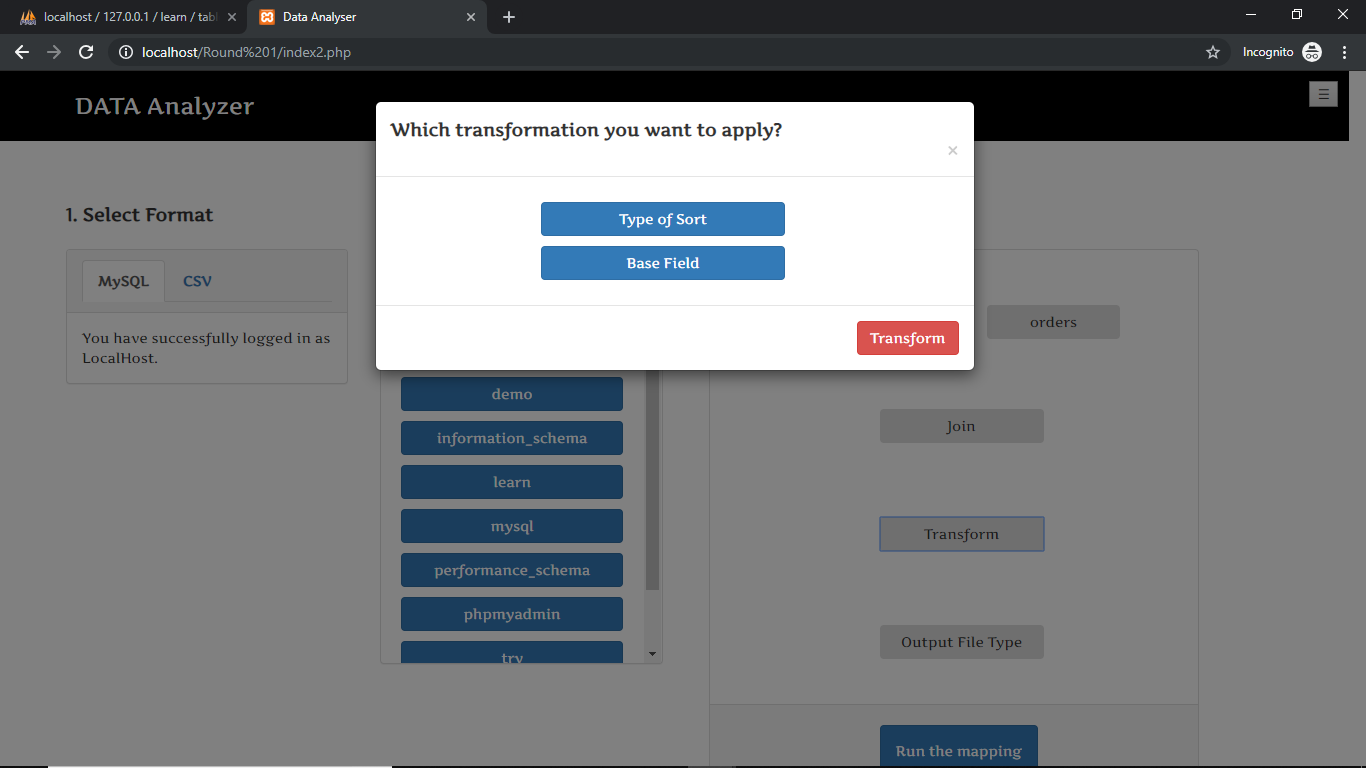 localhost / 127.0.0.1 / learn / tabl
Data Analyser
localhost/Round%201/index2.php
Incognito
DATA Analyzer
Which transformation you want to apply?
×
Type of Sort
Base Field
Transform
1. Select Format
MySQL CSV
You have successfully logged in as
LocalHost.
demo
information_schema
learn
mysql
performance_schema
phpmyadmin
try
orders
Join
Transform
Output File Type
Run the mapping